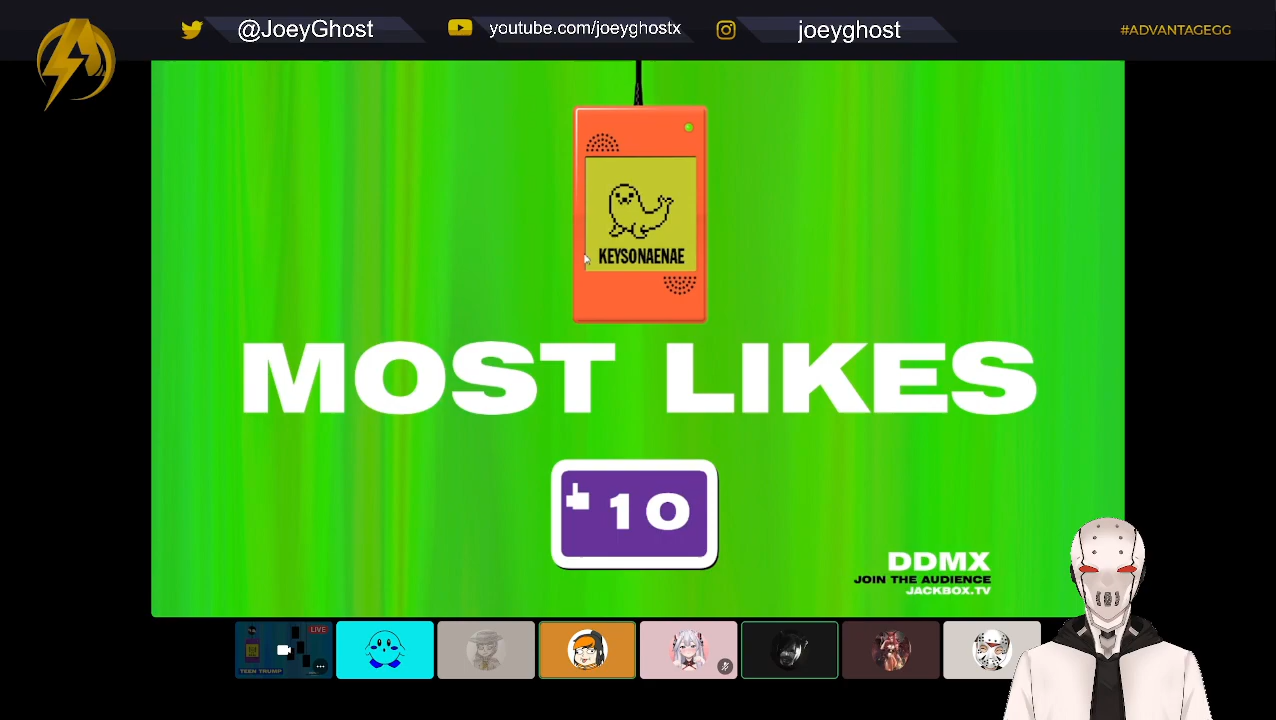 @JoeyGhost
youtube.com/joeyghostx
joeyghost
#ADVANTAGEGG
KEYSONAENAE
MOST LIKES
10
DDMX
JOIN THE AUDIENCE
JACKBOX.TV
LIVE
TEEN TRUMP